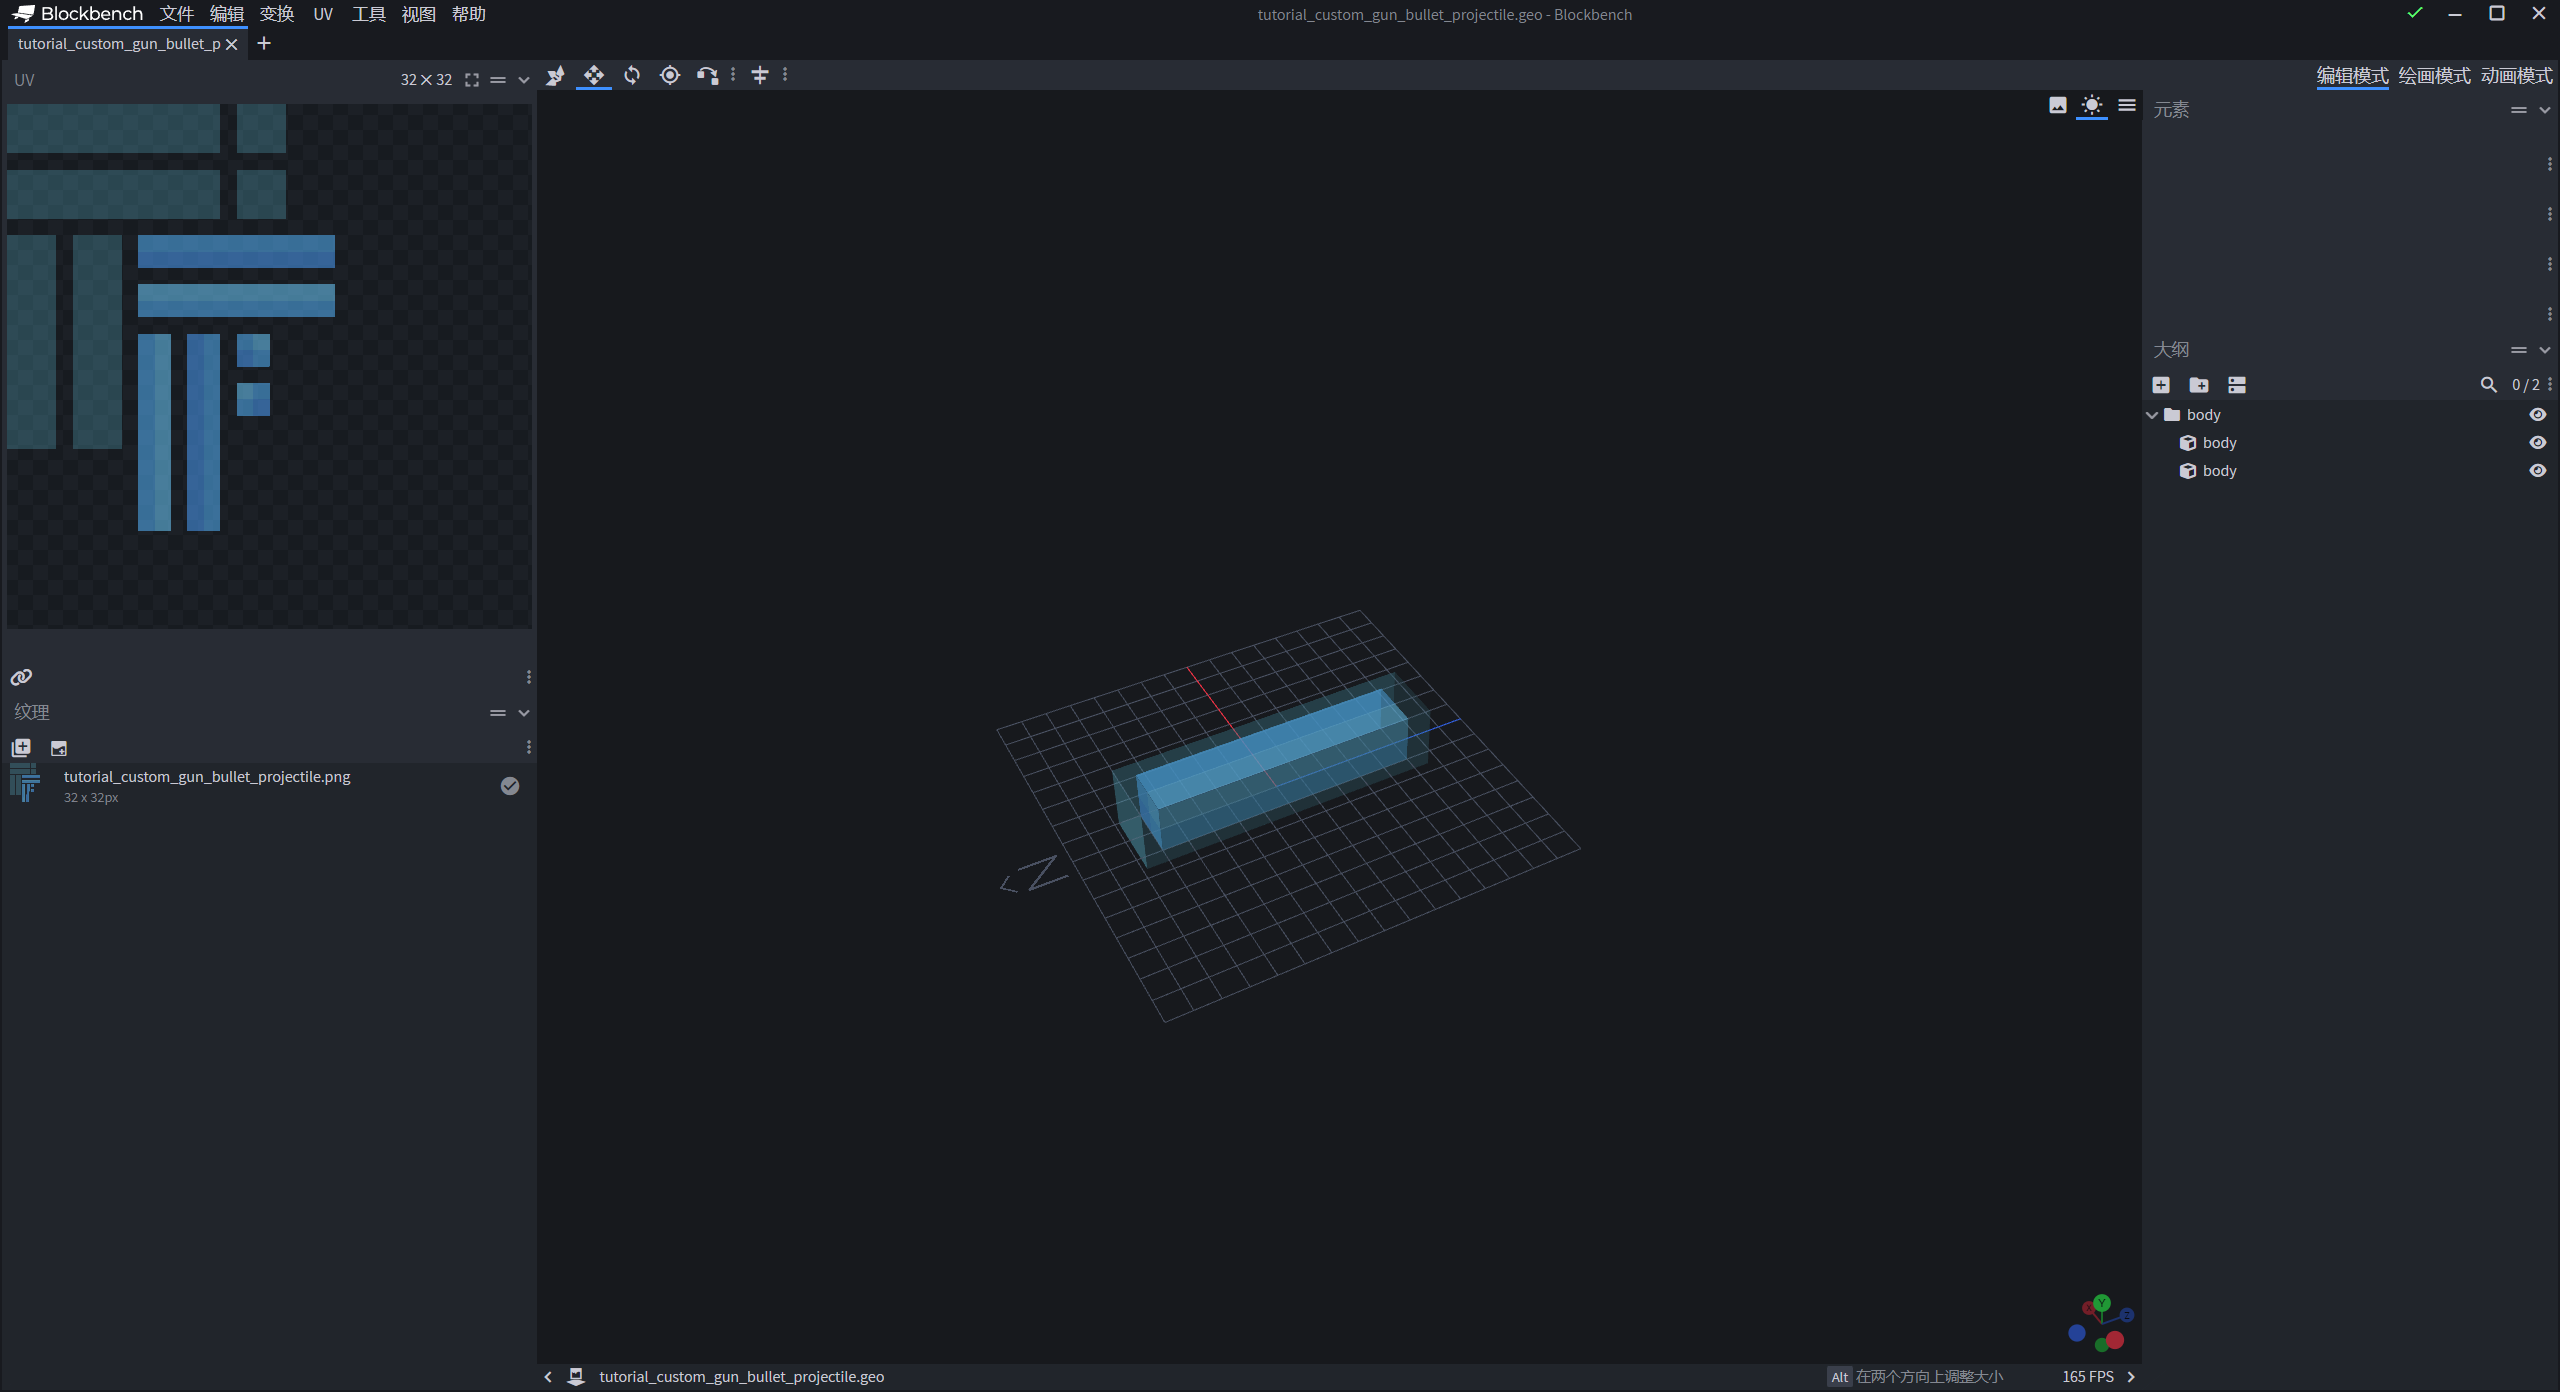 Blockbench 文件 编辑 变换 UV 工具 视图 帮助
tutorial_custom_gun_bullet_projectile.geo - Blockbench
tutorial_custom_gun_bullet_p
UV
32 × 32
编辑模式 绘画模式 动画模式
元素
大纲
0 / 2
body
body
body
纹理
tutorial_custom_gun_bullet_projectile.png
32 x 32px
N
Y
X
Z
tutorial_custom_gun_bullet_projectile.geo
Alt 在两个方向上调整大小
165 FPS